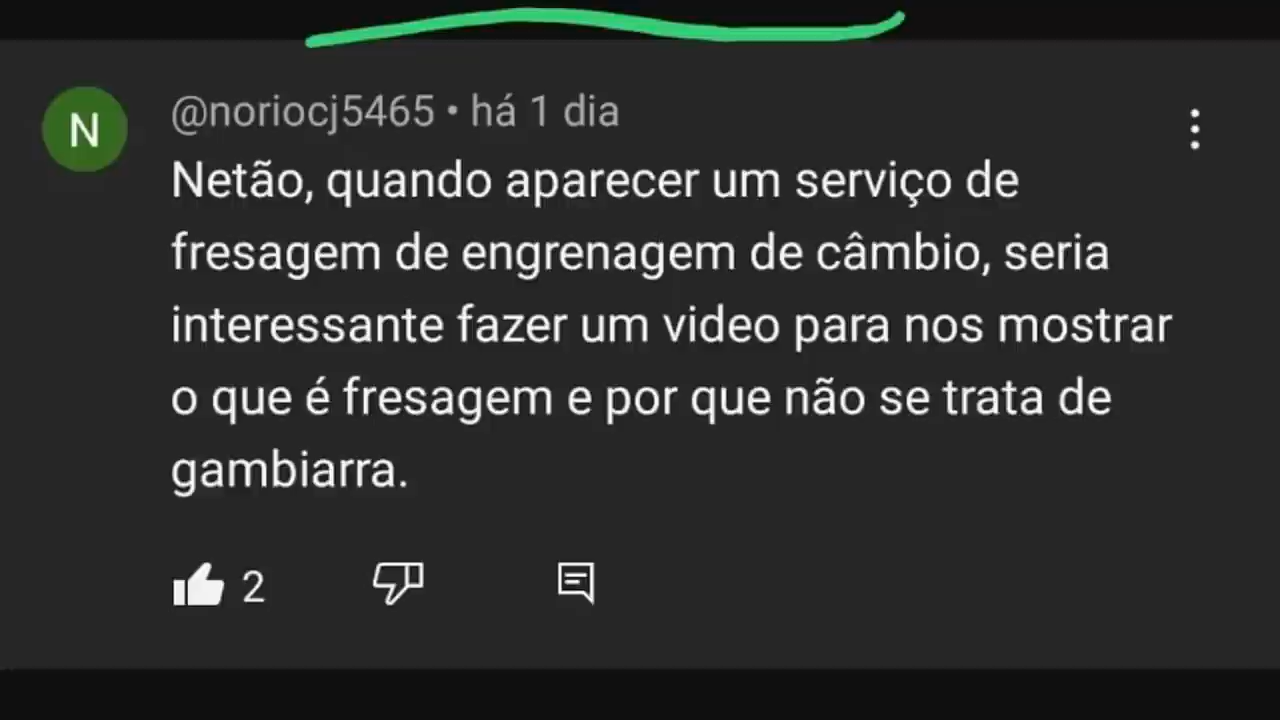 N
@noriocj5465 • há 1 dia
Netão, quando aparecer um serviço de
fresagem de engrenagem de câmbio, seria
interessante fazer um video para nos mostrar
o que é fresagem e por que não se trata de
gambiarra.
2